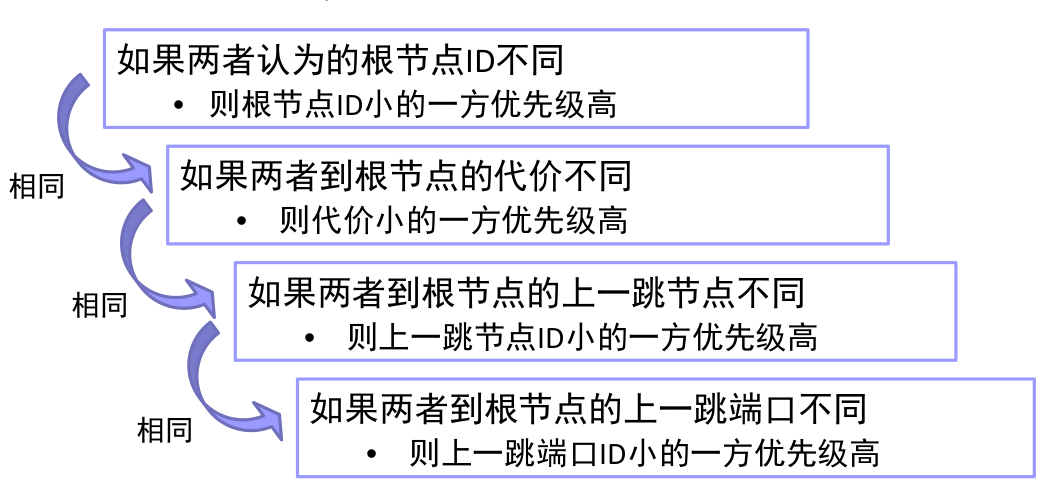 如果两者认为的根节点ID不同
• 则根节点ID小的一方优先级高
相同
如果两者到根节点的代价不同
• 则代价小的一方优先级高
相同
如果两者到根节点的上一跳节点不同
• 则上一跳节点ID小的一方优先级高
相同
如果两者到根节点的上一跳端口不同
• 则上一跳端口ID小的一方优先级高